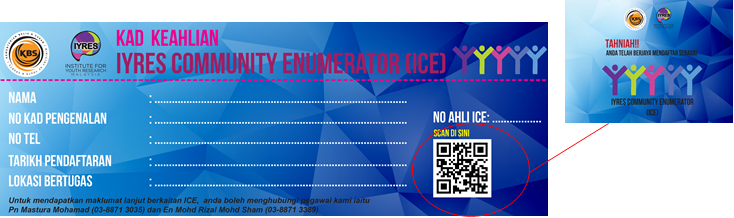 KBS
IYRES
INSTITUTE FOR
YOUTH RESEARCH
MALAYSIA
KAD KEAHLIAN
IYRES COMMUNITY ENUMERATOR (ICE)
NAMA : ........................................
NO KAD PENGENALAN : ........................................
NO TEL : ........................................
TARIKH PENDAFTARAN : ........................................
LOKASI BERTUGAS : ........................................
NO AHLI ICE: ................
SCAN DI SINI
Untuk mendapatkan maklumat lanjut berkaitan ICE, anda boleh menghubungi pegawai kami iaitu
Pn Mastura Mohamad (03-8871 3035) dan En Mohd Rizal Mohd Sham (03-8871 3389)
TAHNIAH!!
ANDA TELAH BERJAYA MENDAFTAR SEBAGAI
IYRES COMMUNITY ENUMERATOR
(ICE)